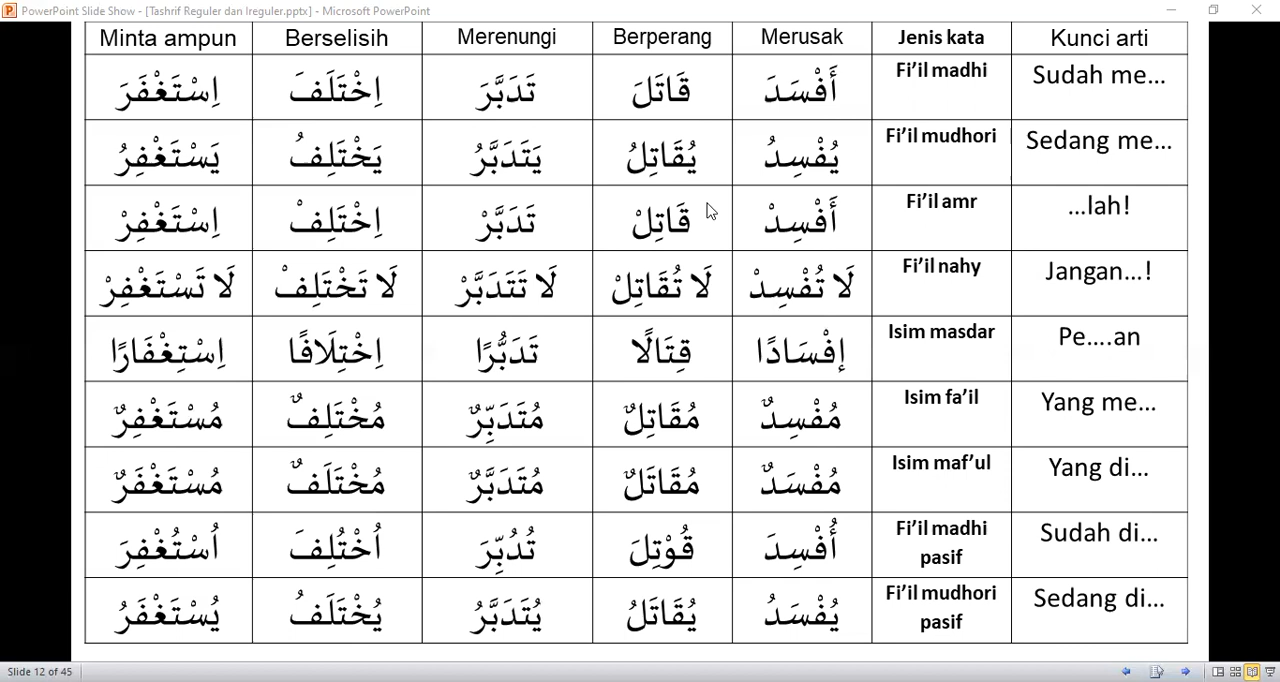 PowerPoint Slide Show - [Tashrif Reguler dan Ireguler.pptx] - Microsoft PowerPoint
Minta ampun Berselisih Merenungi Berperang Merusak Jenis kata Kunci arti
اِسْتَغْفَرَ اِخْتَلَفَ تَدَبَّرَ قَاتَلَ أَفْسَدَ Fi’il madhi Sudah me...
يَسْتَغْفِرُ يَخْتَلِفُ يَتَدَبَّرُ يُقَاتِلُ يُفْسِدُ Fi’il mudhori Sedang me...
اِسْتَغْفِرْ اِخْتَلِفْ تَدَبَّرْ قَاتِلْ أَفْسِدْ Fi’il amr ...lah!
لَا تَسْتَغْفِرْ لَا تَخْتَلِفْ لَا تَتَدَبَّرْ لَا تُقَاتِلْ لَا تُفْسِدْ Fi’il nahy Jangan...!
اِسْتِغْفَارًا اِخْتِلَافًا تَدَبُّرًا قِتَالًا إفْسَادًا Isim masdar Pe....an
مُسْتَغْفِرٌ مُخْتَلِفٌ مُتَدَبِّرٌ مُقَاتِلٌ مُفْسِدٌ Isim fa’il Yang me...
مُسْتَغْفَرٌ مُخْتَلَفٌ مُتَدَبَّرٌ مُقَاتَلٌ مُفْسَدٌ Isim maf’ul Yang di...
اُسْتُغْفِرَ اُخْتُلِفَ تُدُبِّرَ قُوْتِلَ أُفْسِدَ Fi’il madhi pasif Sudah di...
يُسْتَغْفَرُ يُخْتَلَفُ يُتَدَبَّرُ يُقَاتَلُ يُفْسَدُ Fi’il mudhori pasif Sedang di...
Slide 12 of 45